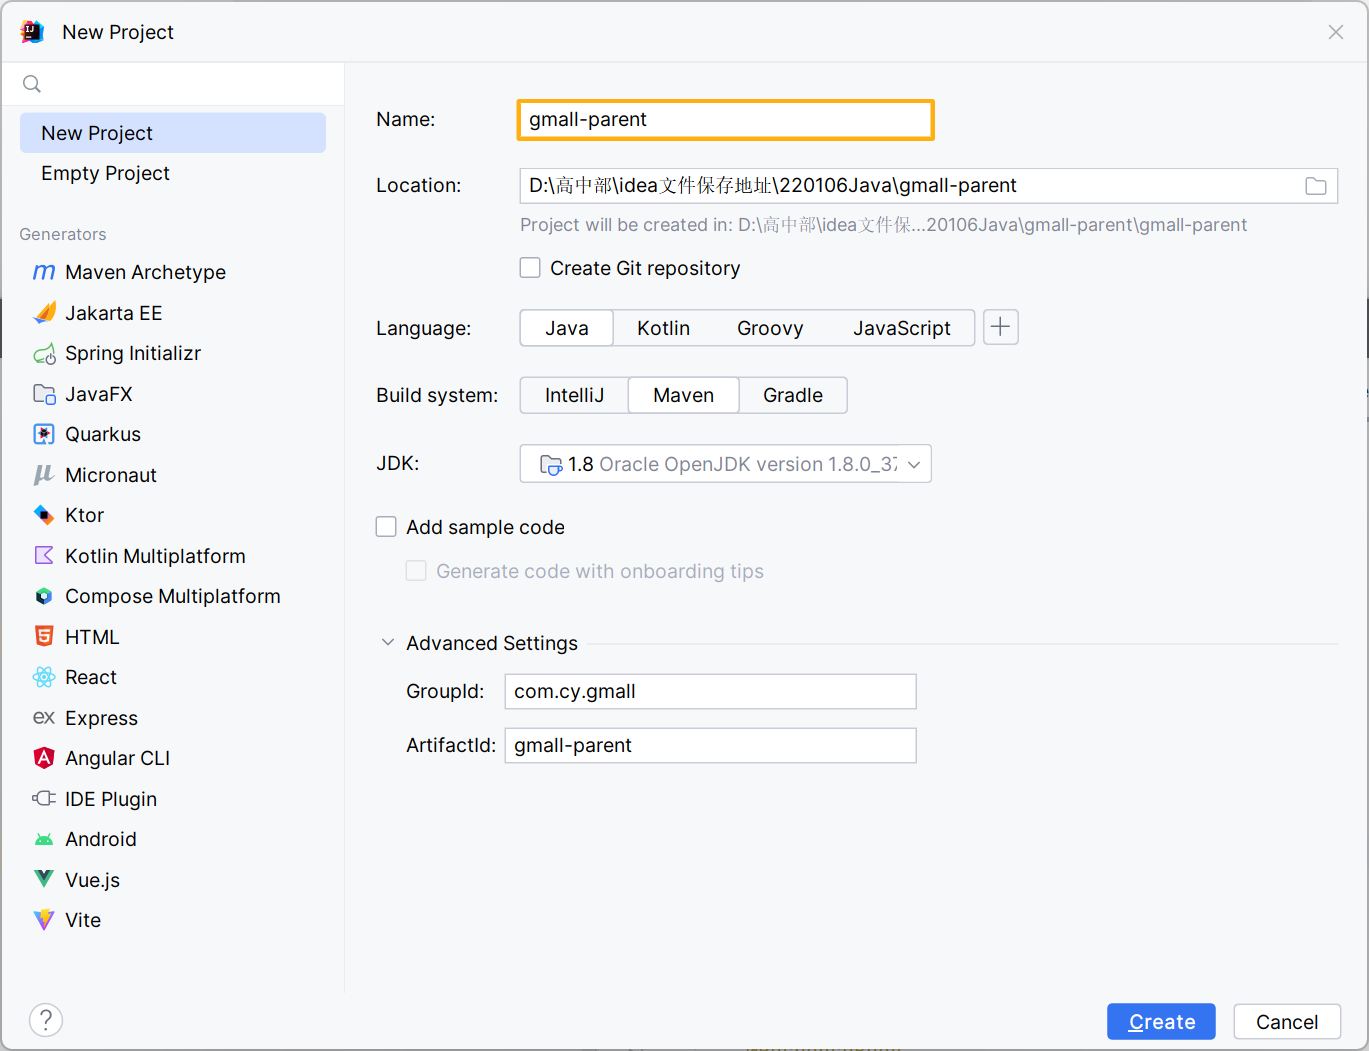 New Project
New Project
Empty Project
Generators
Maven Archetype
Jakarta EE
Spring Initializr
JavaFX
Quarkus
Micronaut
Ktor
Kotlin Multiplatform
Compose Multiplatform
HTML
React
ex Express
Angular CLI
IDE Plugin
Android
Vue.js
Vite
Name: gmall-parent
Location: D:\高中部\idea文件保存地址\220106Java\gmall-parent
Project will be created in: D:\高中部\idea文件保...20106Java\gmall-parent\gmall-parent
Create Git repository
Language: Java Kotlin Groovy JavaScript
Build system: IntelliJ Maven Gradle
JDK: 1.8 Oracle OpenJDK version 1.8.0_37
Add sample code
Generate code with onboarding tips
Advanced Settings
GroupId: com.cy.gmall
ArtifactId: gmall-parent
? Create Cancel